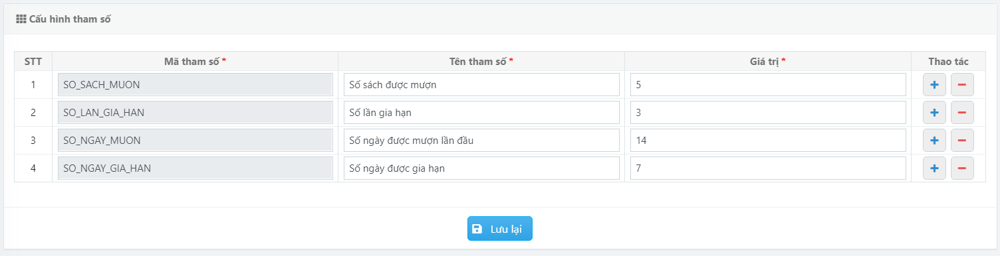 Cấu hình tham số
STT Mã tham số * Tên tham số * Giá trị * Thao tác
1 SO_SACH_MUON Số sách được mượn 5
2 SO_LAN_GIA_HAN Số lần gia hạn 3
3 SO_NGAY_MUON Số ngày được mượn lần đầu 14
4 SO_NGAY_GIA_HAN Số ngày được gia hạn 7
Lưu lại